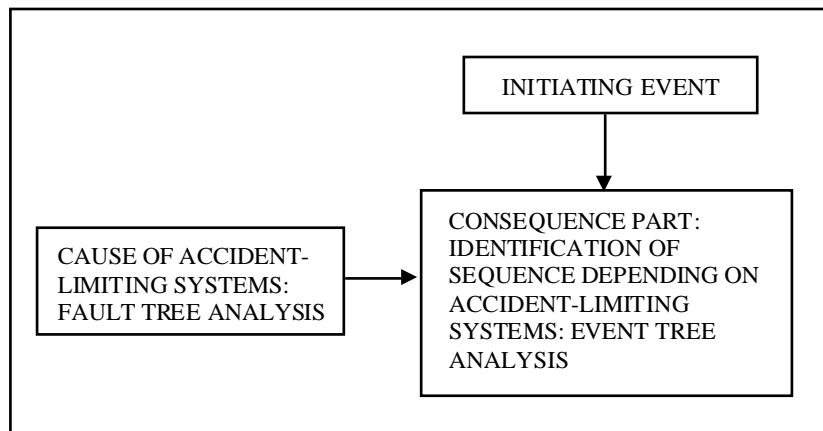 INITIATING EVENT
CAUSE OF ACCIDENT-
LIMITING SYSTEMS:
FAULT TREE ANALYSIS
CONSEQUENCE PART:
IDENTIFICATION OF
SEQUENCE DEPENDING ON
ACCIDENT-LIMITING
SYSTEMS: EVENT TREE
ANALYSIS